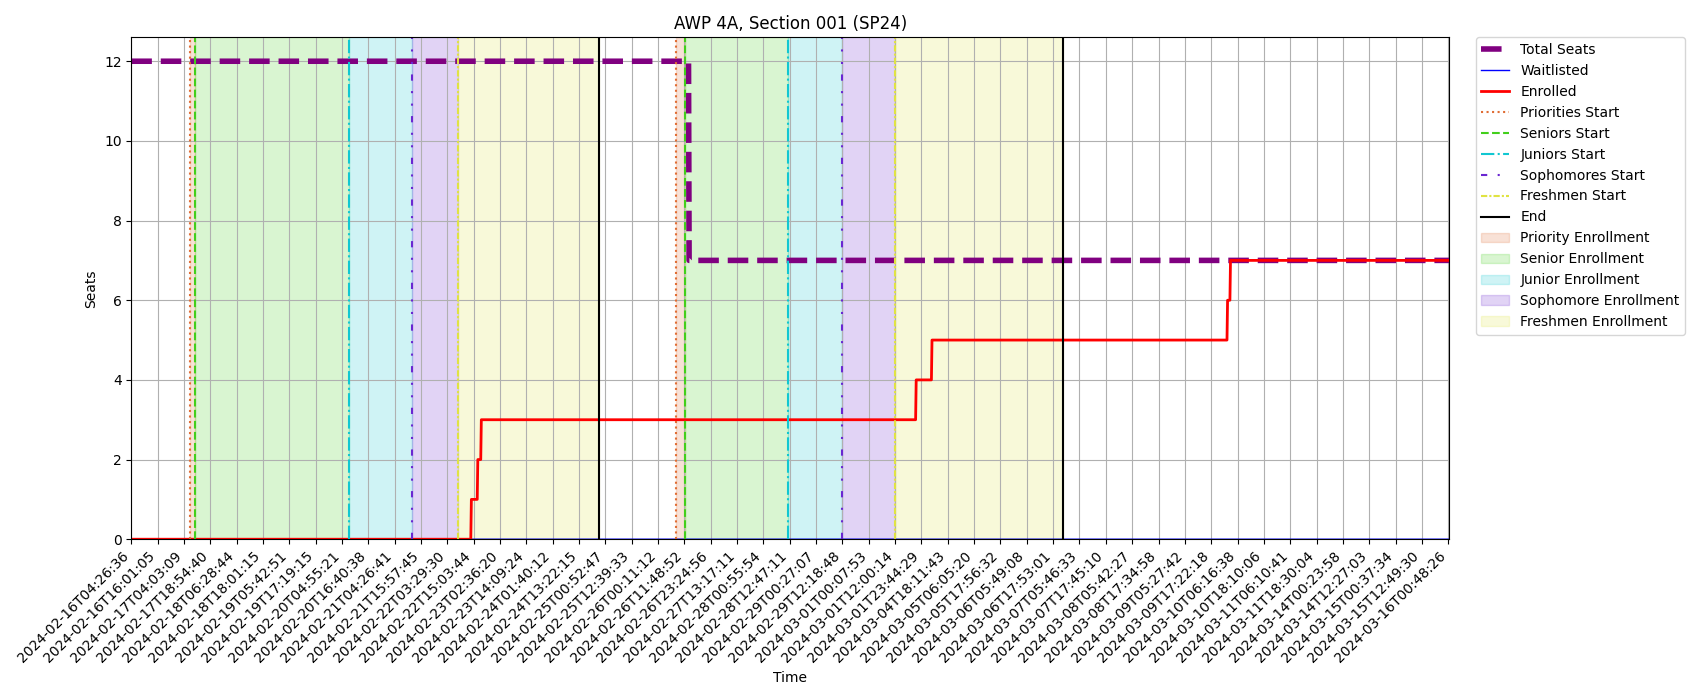 AWP 4A, Section 001 (SP24)
Total Seats
Waitlisted
Enrolled
Priorities Start
Seniors Start
Juniors Start
Sophomores Start
Freshmen Start
End
Priority Enrollment
Senior Enrollment
Junior Enrollment
Sophomore Enrollment
Freshmen Enrollment
Seats
12
10
8
6
4
2
0
2024-02-16T04:26:36
2024-02-16T16:01:05
2024-02-17T04:03:09
2024-02-17T18:54:40
2024-02-18T06:28:44
2024-02-18T18:01:15
2024-02-19T05:42:51
2024-02-19T17:19:15
2024-02-20T04:55:21
2024-02-20T16:40:38
2024-02-21T04:26:41
2024-02-21T15:57:45
2024-02-22T03:29:30
2024-02-22T15:03:44
2024-02-23T02:36:20
2024-02-23T14:09:24
2024-02-24T01:40:12
2024-02-24T13:22:15
2024-02-25T00:52:47
2024-02-25T12:39:33
2024-02-26T00:11:12
2024-02-26T11:48:52
2024-02-26T23:24:56
2024-02-27T13:17:11
2024-02-28T00:55:54
2024-02-28T12:47:11
2024-02-29T00:27:07
2024-02-29T12:18:48
2024-03-01T00:07:53
2024-03-01T12:00:14
2024-03-01T23:44:29
2024-03-04T18:11:43
2024-03-05T06:05:20
2024-03-05T17:56:32
2024-03-06T05:49:08
2024-03-06T17:53:01
2024-03-07T05:46:33
2024-03-07T17:45:10
2024-03-08T05:42:27
2024-03-08T17:34:58
2024-03-09T05:27:42
2024-03-09T17:22:18
2024-03-10T06:16:38
2024-03-10T18:10:06
2024-03-11T06:10:41
2024-03-11T18:30:04
2024-03-14T00:23:58
2024-03-14T12:27:03
2024-03-15T00:37:34
2024-03-15T12:49:30
2024-03-16T00:48:26
Time